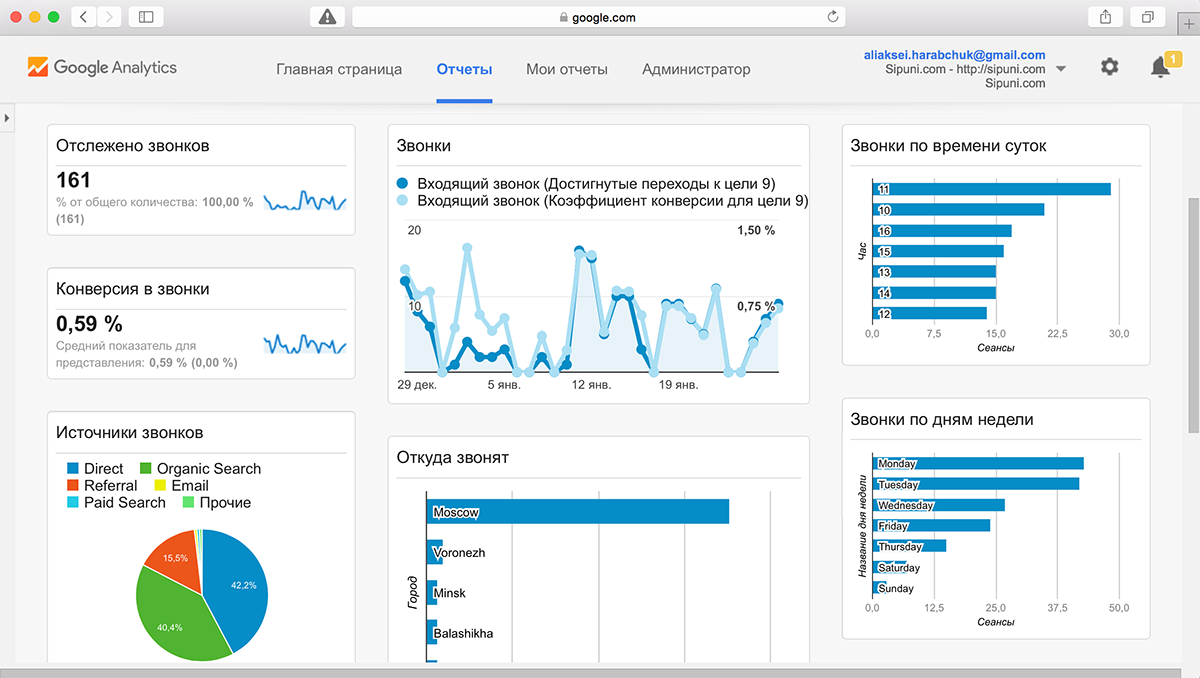 google.com
Google Analytics
Главная страница
Отчеты
Мои отчеты
Администратор
aliaksei.harabchuk@gmail.com
Sipuni.com - http://sipuni.com
Sipuni.com
1
Отслежено звонков
161
% от общего количества: 100,00 %
(161)
Конверсия в звонки
0,59 %
Средний показатель для
представления: 0,59 % (0,00 %)
Источники звонков
Direct
Organic Search
Referral
Email
Paid Search
Прочие
15,5%
42,2%
40,4%
Звонки
Входящий звонок (Достигнутые переходы к цели 9)
Входящий звонок (Коэффициент конверсии для цели 9)
20
1,50 %
10
0,75 %
29 дек.
5 янв.
12 янв.
19 янв.
Откуда звонят
Город
Moscow
Voronezh
Minsk
Balashikha
Звонки по времени суток
Час
11
10
16
15
13
14
12
0,0
7,5
15,0
22,5
30,0
Сеансы
Звонки по дням недели
Название дня недели
Monday
Tuesday
Wednesday
Friday
Thursday
Saturday
Sunday
0,0
12,5
25,0
37,5
50,0
Сеансы